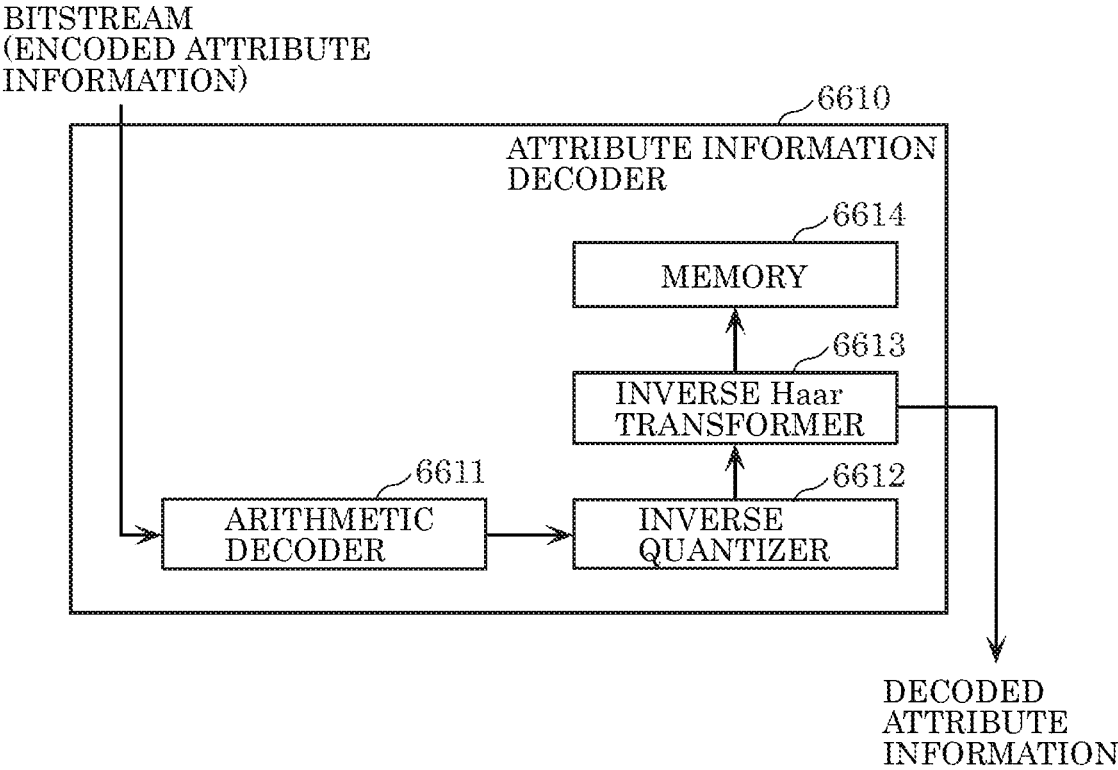 BITSTREAM
(ENCODED ATTRIBUTE
INFORMATION)
6610
ATTRIBUTE INFORMATION
DECODER
6614
MEMORY
6613
INVERSE Haar
TRANSFORMER
6611
ARITHMETIC
DECODER
6612
INVERSE
QUANTIZER
DECODED
ATTRIBUTE
INFORMATION